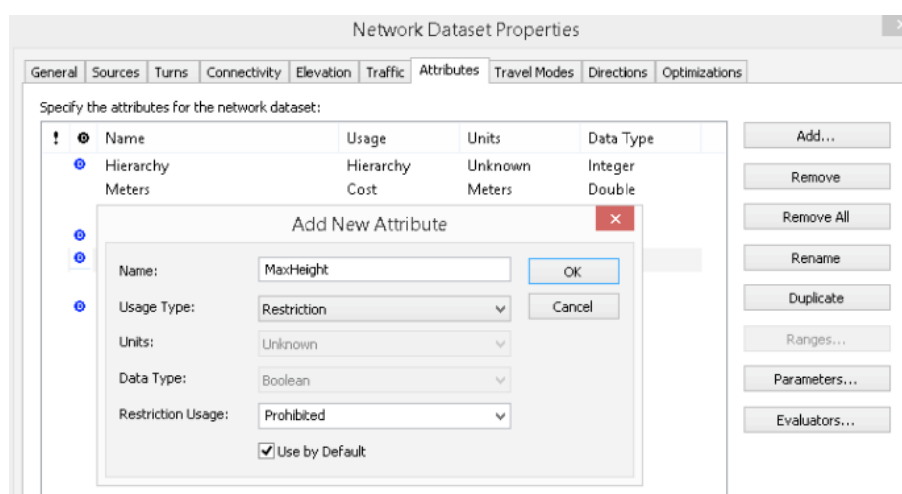 Network Dataset Properties
General Sources Turns Connectivity Elevation Traffic Attributes Travel Modes Directions Optimizations
Specify the attributes for the network dataset:
! Name Usage Units Data Type
Hierarchy Hierarchy Unknown Integer
Meters Cost Meters Double
Add...
Remove
Remove All
Rename
Duplicate
Ranges...
Parameters...
Evaluators...
Add New Attribute
Name: MaxHeight
Usage Type: Restriction
Units: Unknown
Data Type: Boolean
Restriction Usage: Prohibited
Use by Default
OK
Cancel